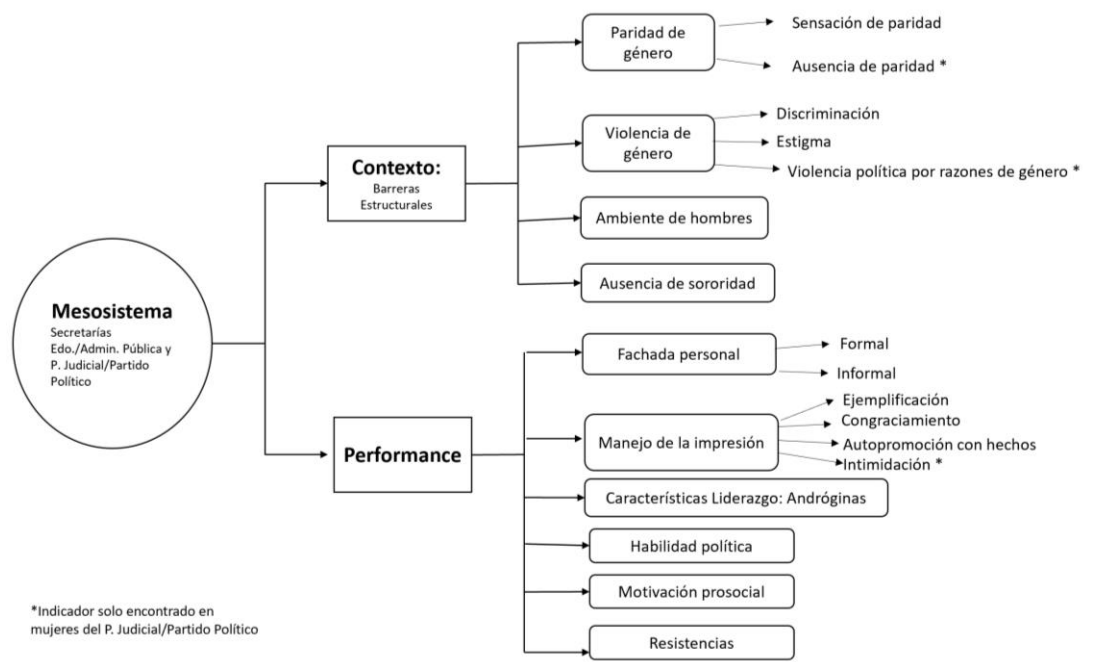 Mesosistema
Secretarías
Edo./Admin. Pública y
P. Judicial/Partido
Político
Contexto:
Barreras
Estructurales
Paridad de
género
Sensación de paridad
Ausencia de paridad *
Violencia de
género
Discriminación
Estigma
Violencia política por razones de género *
Ambiente de hombres
Ausencia de sororidad
Performance
Fachada personal
Formal
Informal
Manejo de la impresión
Ejemplificación
Congraciamiento
Autopromoción con hechos
Intimidación *
Características Liderazgo: Andróginas
Habilidad política
Motivación prosocial
Resistencias
*Indicador solo encontrado en
mujeres del P. Judicial/Partido Político